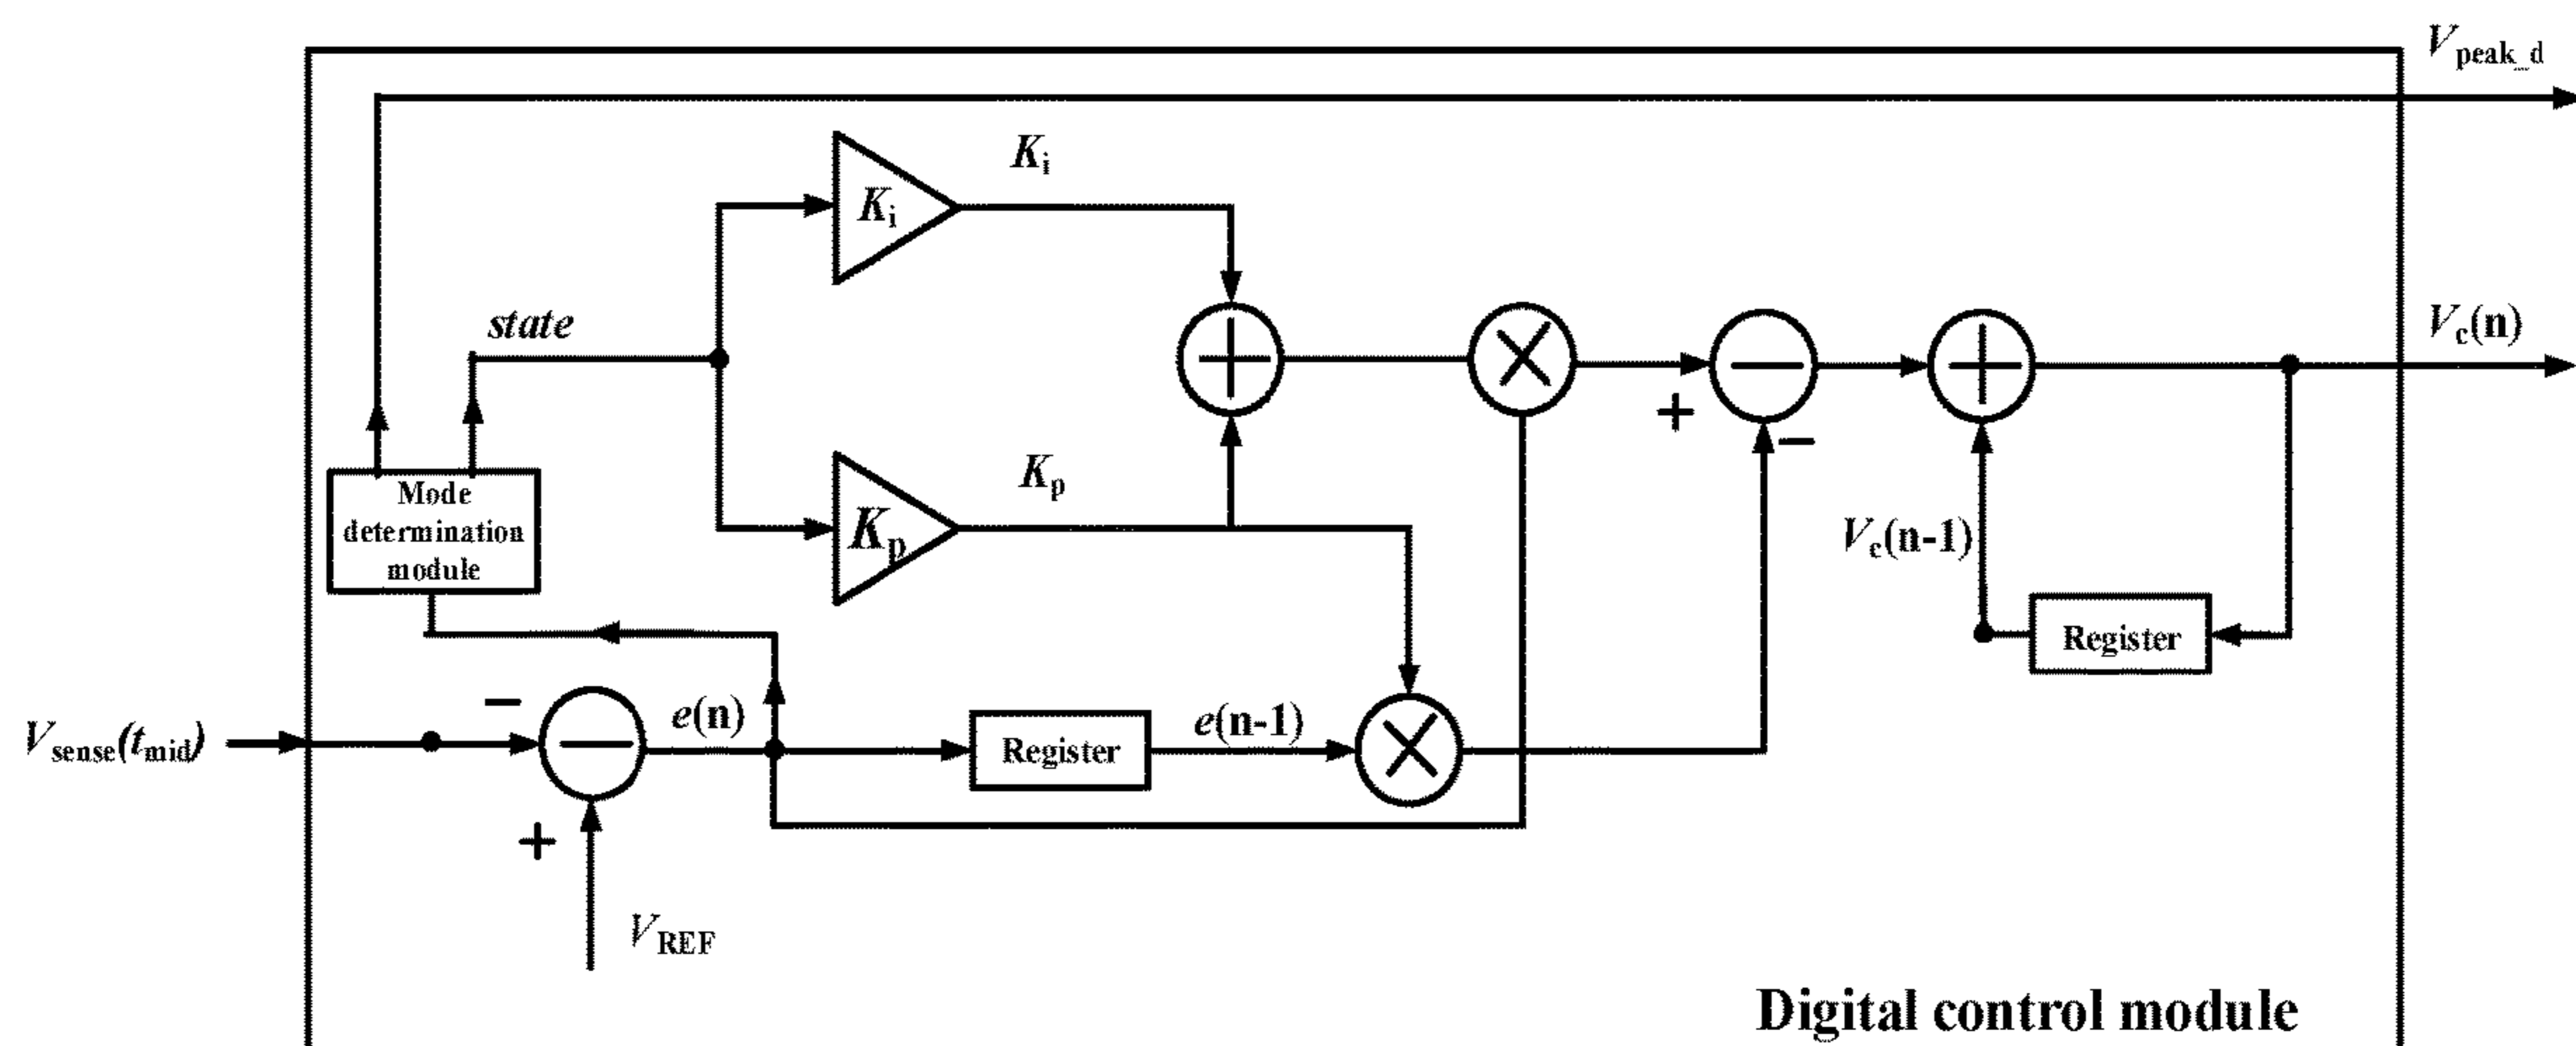 Vpeak_d
Ki
Ki
state
Vc(n)
+
−
Kp
Kp
Mode
determination
module
Vc(n-1)
Register
−
Vsense(tmid)
e(n)
Register
e(n-1)
+
VREF
Digital control module